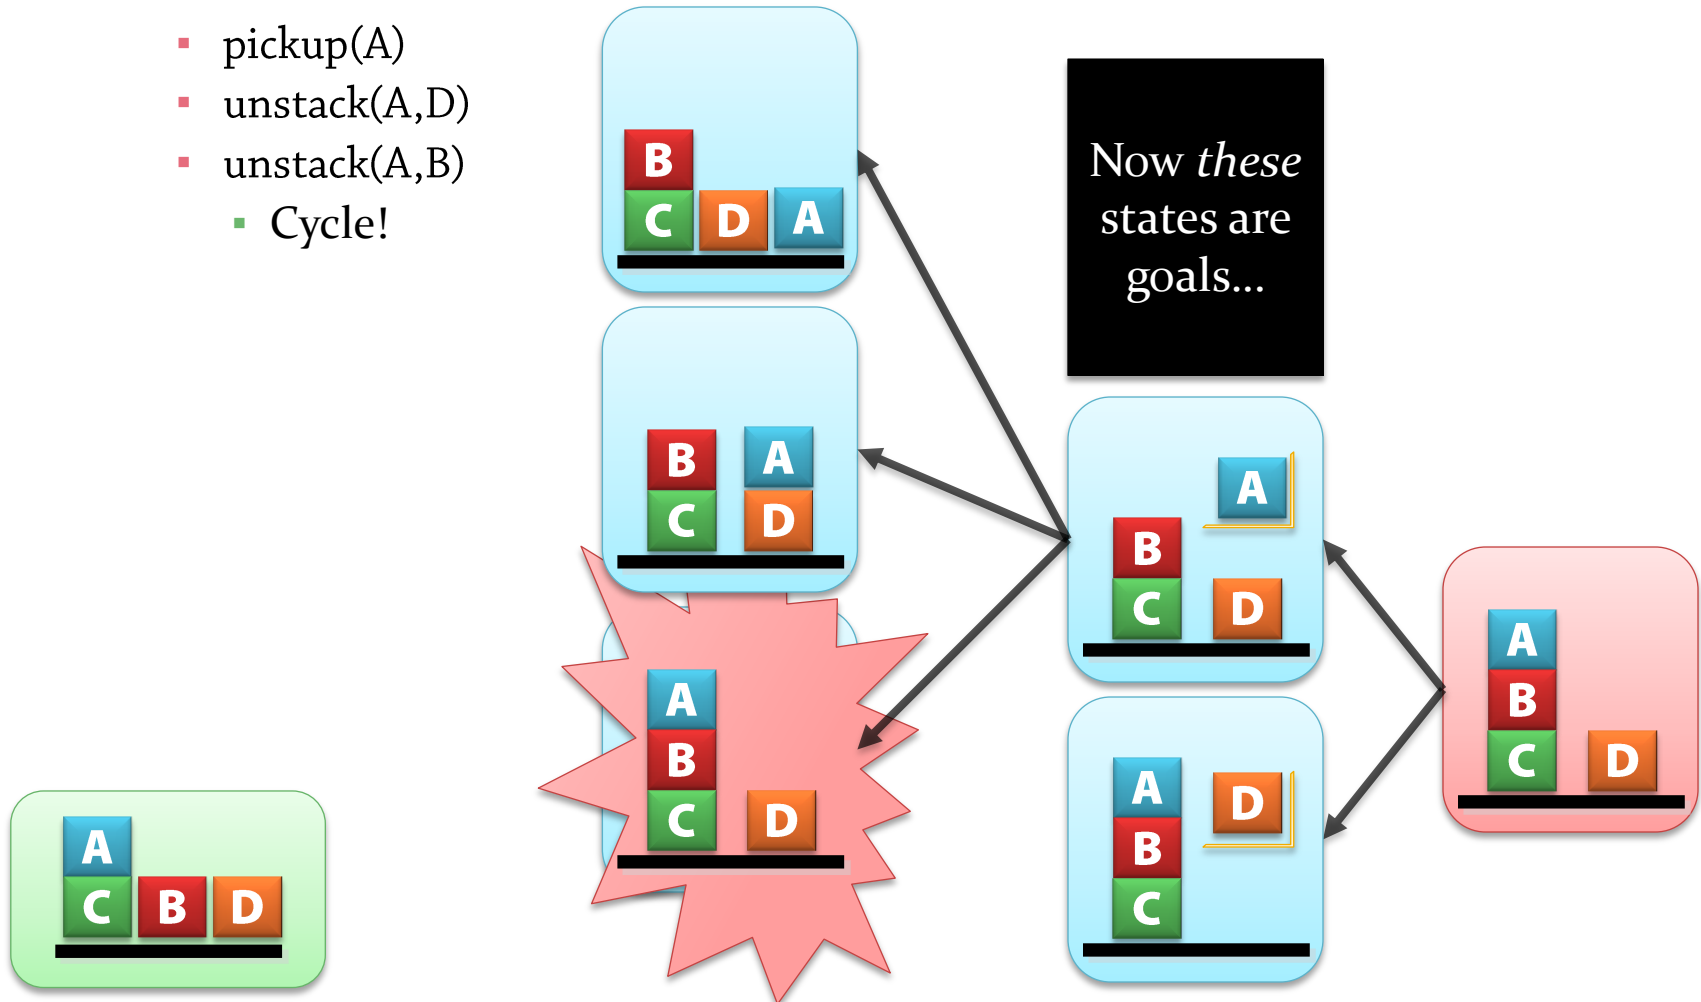 pickup(A)
unstack(A,D)
unstack(A,B)
Cycle!
B
C D A
Now these
states are
goals...
B A
C D
A
B
C D
A
B
C D
A D
B
C
A
B
C D
A
C B D